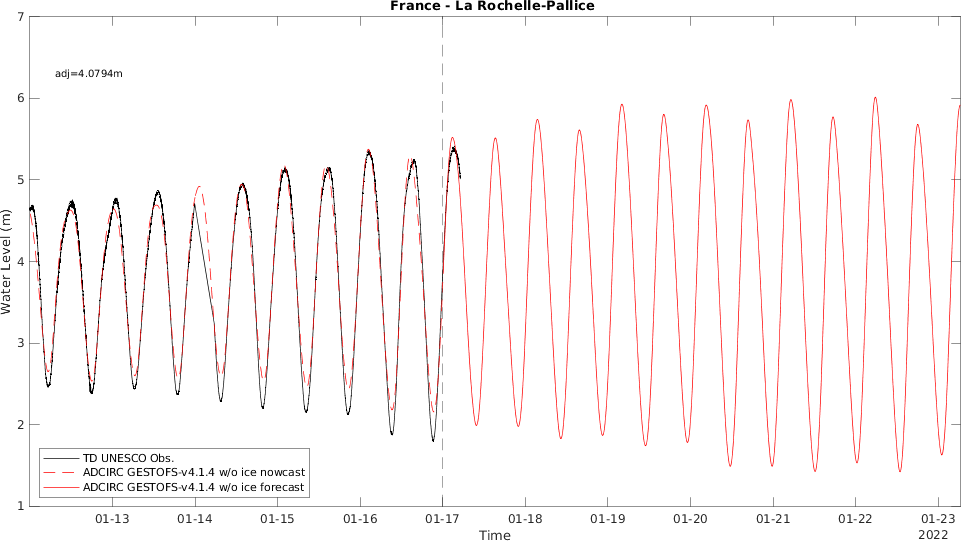 France - La Rochelle-Pallice
adj=4.0794m
7
6
5
4
3
2
1
Water Level (m)
TD UNESCO Obs.
ADCIRC GESTOFS-v4.1.4 w/o ice nowcast
ADCIRC GESTOFS-v4.1.4 w/o ice forecast
01-13 01-14 01-15 01-16 01-17 01-18 01-19 01-20 01-21 01-22 01-23
Time
2022